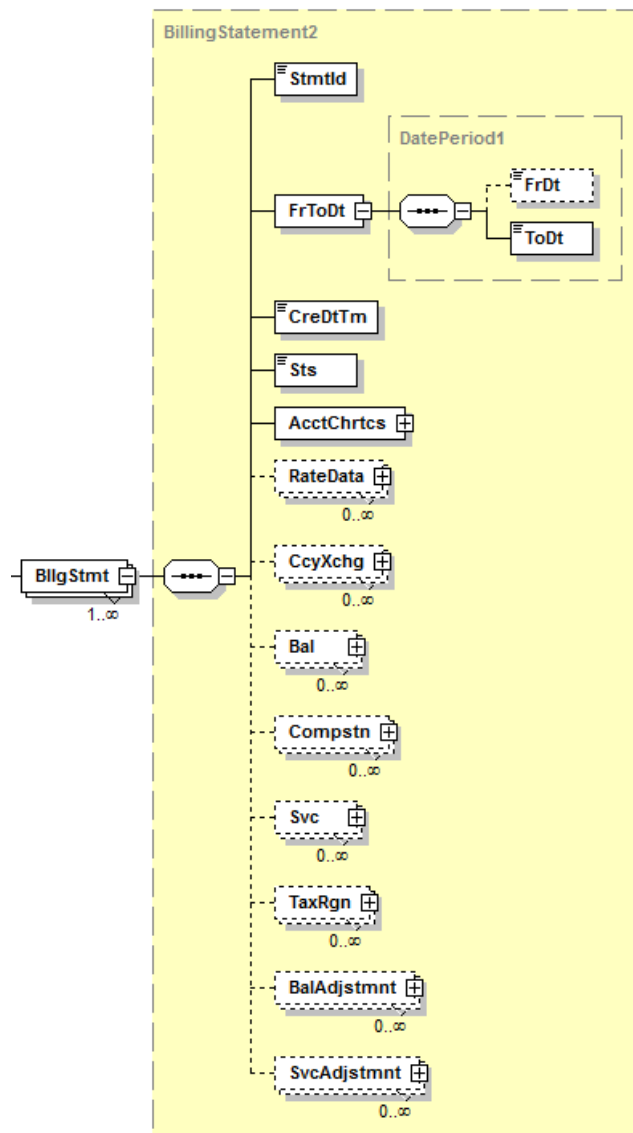 BillingStatement2
StmtId
DatePeriod1
FrDt
FrToDt
ToDt
CreDtTm
Sts
AcctChrtcs
RateData
0..∞
CcyXchg
0..∞
BllgStmt
1..∞
Bal
0..∞
Compstn
0..∞
Svc
0..∞
TaxRgn
0..∞
BalAdjstmnt
0..∞
SvcAdjstmnt
0..∞